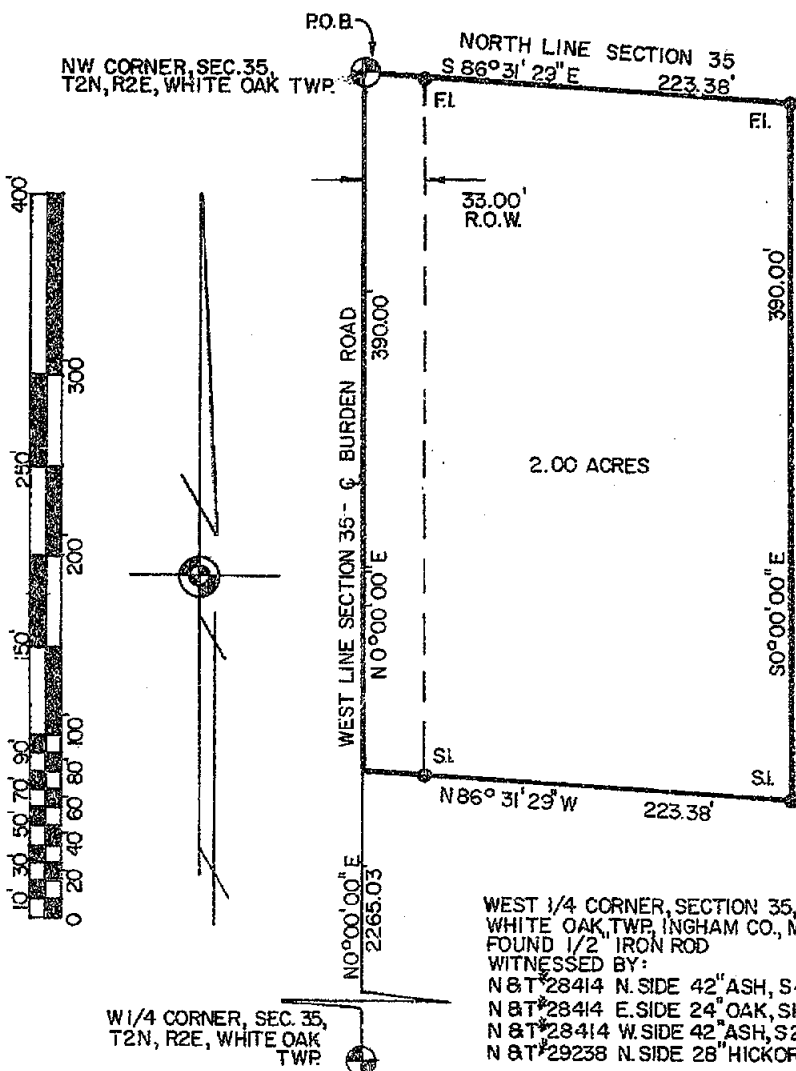 P.O.B.
NW CORNER, SEC. 35,
T2N, R2E, WHITE OAK TWP.
NORTH LINE SECTION 35
S 86° 31' 29" E 223.38'
F.I.
F.I.
33.00'
R.O.W.
400'
300
250'
200
150'
100'
90'
80'
70'
60'
50'
40'
30'
20'
10'
0
WEST LINE SECTION 35 - ℄ BURDEN ROAD
N 0° 00' 00" E
390.00'
2.00 ACRES
390.00'
S 0° 00' 00" E
S.I.
S.I.
N 86° 31' 29" W 223.38'
N 0° 00' 00" E
2265.03
W 1/4 CORNER, SEC. 35,
T2N, R2E, WHITE OAK
TWP.
WEST 1/4 CORNER, SECTION 35,
WHITE OAK TWP., INGHAM CO.,
FOUND 1/2" IRON ROD
WITNESSED BY:
N & T #28414 N. SIDE 42" ASH,
N & T #28414 E. SIDE 24" OAK,
N & T #28414 W. SIDE 42" ASH,
N & T #29238 N. SIDE 28"